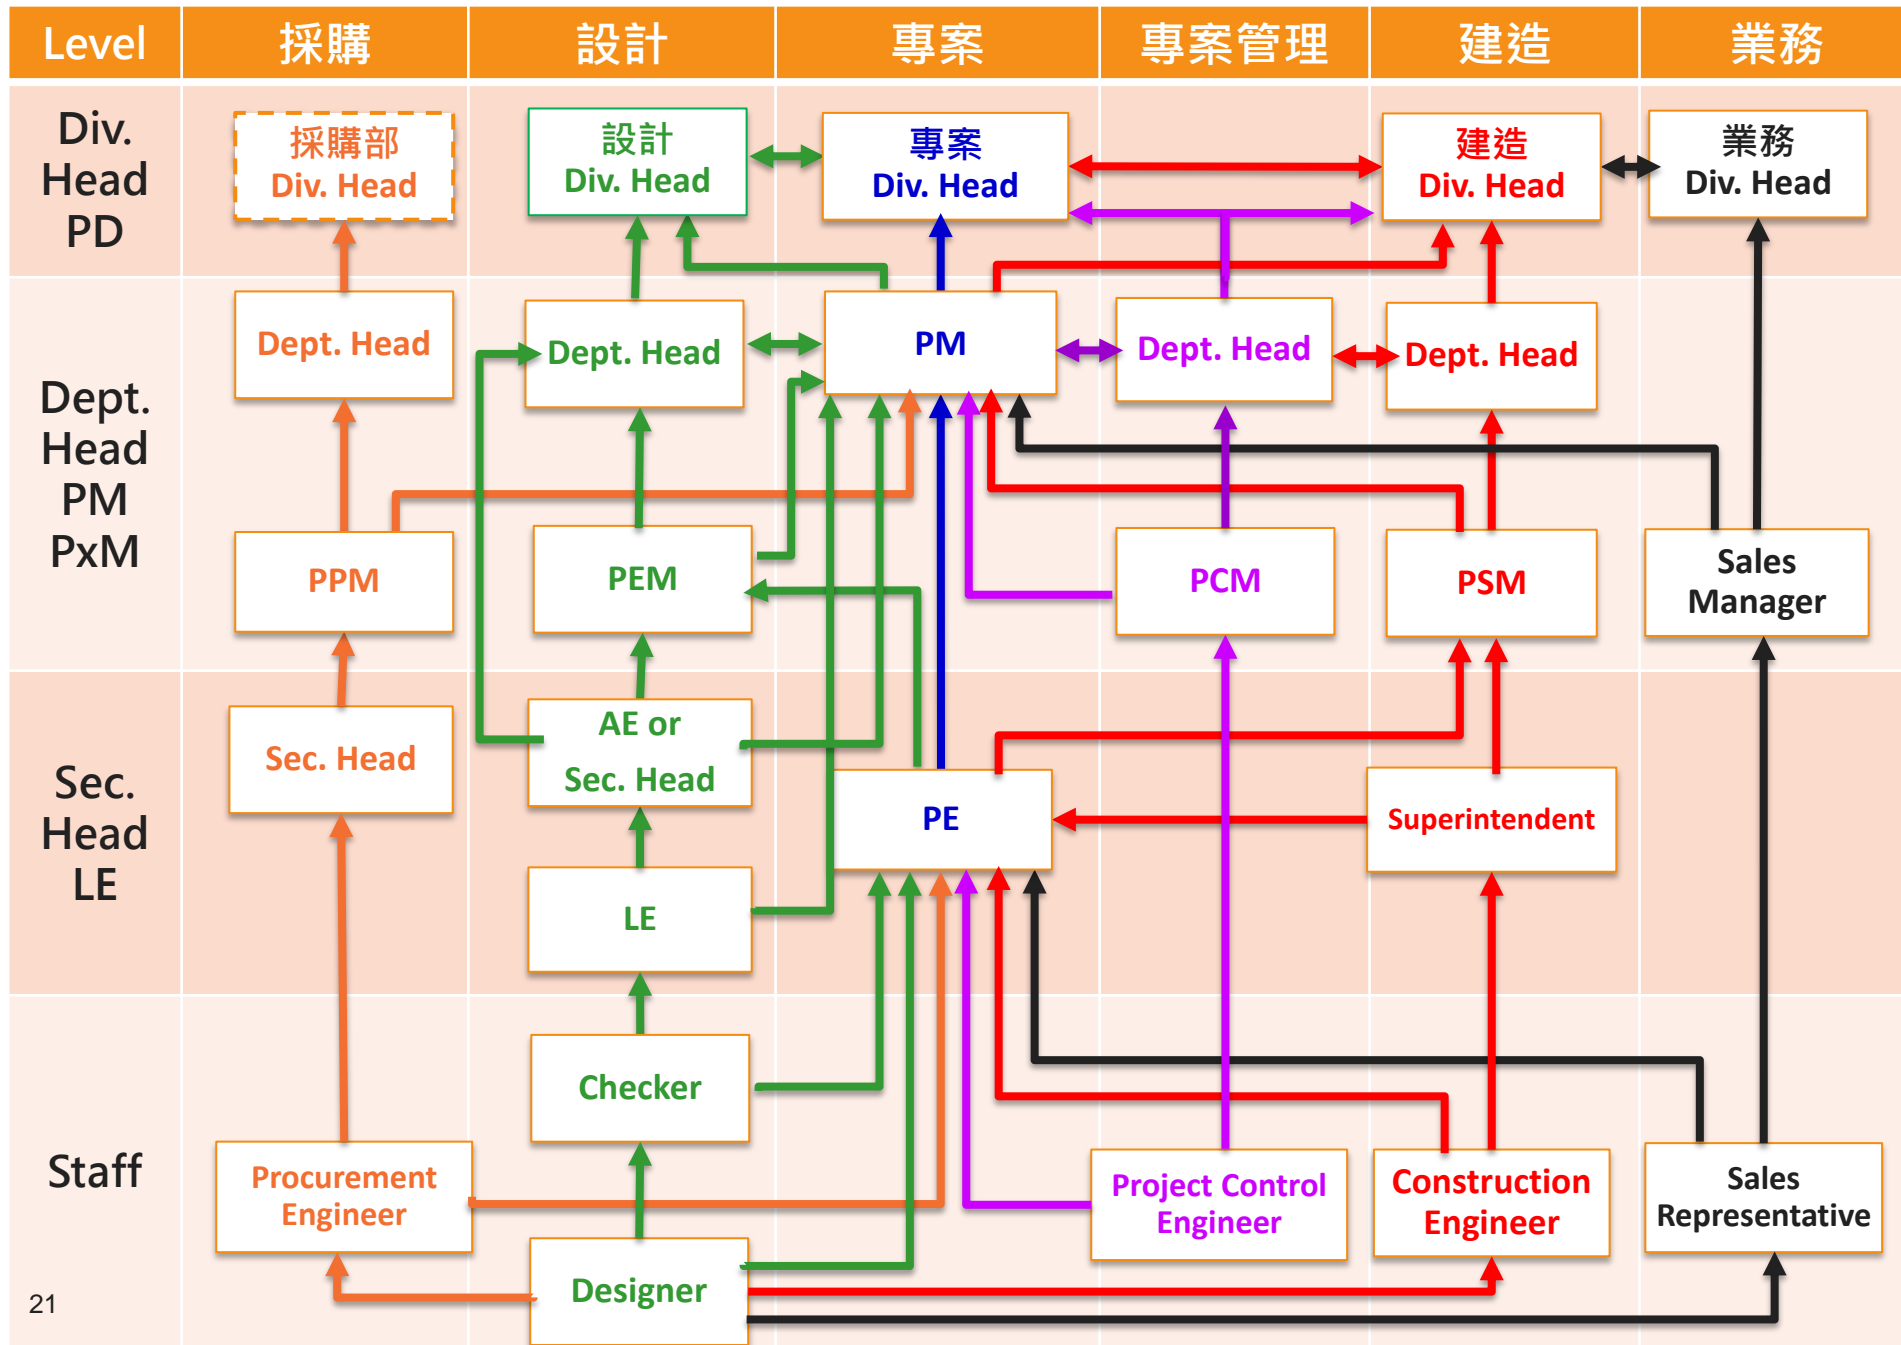 Level
採購
設計
專案
專案管理
建造
業務
Div.
Head
PD
採購部
Div. Head
設計
Div. Head
專案
Div. Head
建造
Div. Head
業務
Div. Head
Dept.
Head
PM
PxM
Dept. Head
Dept. Head
PM
Dept. Head
Dept. Head
PPM
PEM
PCM
PSM
Sales
Manager
Sec.
Head
LE
Sec. Head
AE or
Sec. Head
PE
Superintendent
LE
Staff
Checker
Procurement
Engineer
Project Control
Engineer
Construction
Engineer
Sales
Representative
Designer
21